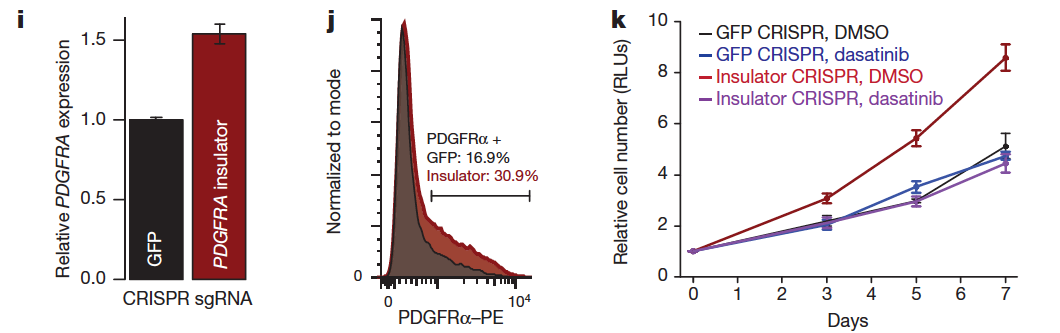 i
Relative PDGFRA expression
1.5
1.0
0.5
0.0
GFP
PDGFRA insulator
CRISPR sgRNA
j
Normalized to mode
0
PDGFRα +
GFP: 16.9%
Insulator: 30.9%
0
10⁴
PDGFRα–PE
k
Relative cell number (RLUs)
10
8
6
4
2
0
GFP CRISPR, DMSO
GFP CRISPR, dasatinib
Insulator CRISPR, DMSO
Insulator CRISPR, dasatinib
0 1 2 3 4 5 6 7
Days